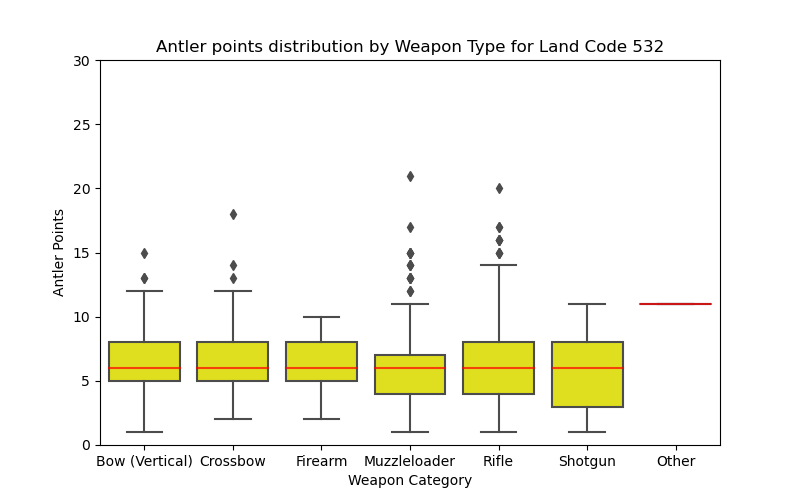 Antler points distribution by Weapon Type for Land Code 532
30
25
20
15
10
5
0
Antler Points
Bow (Vertical) Crossbow Firearm Muzzleloader Rifle Shotgun Other
Weapon Category